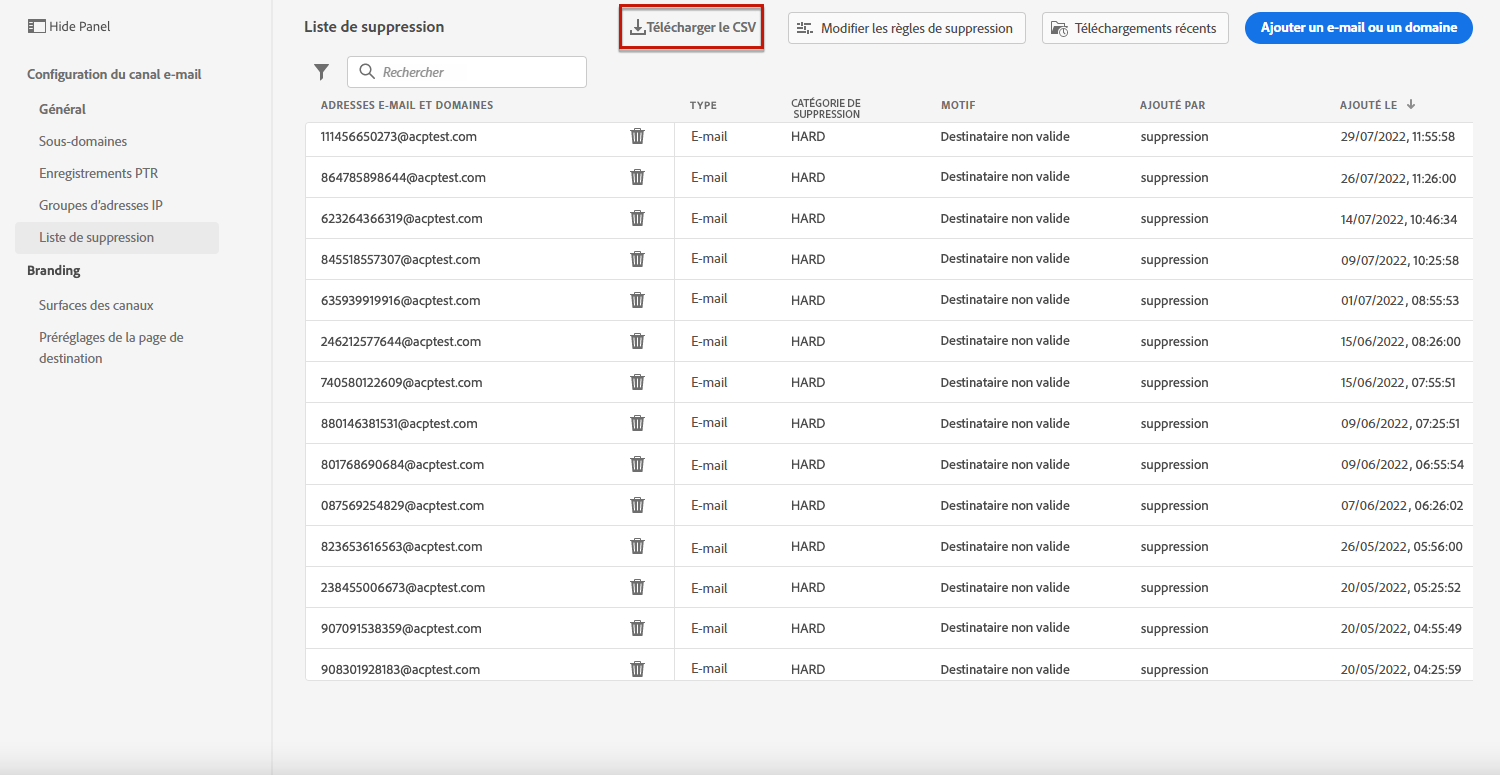 Hide Panel
Configuration du canal e-mail
Général
Sous-domaines
Enregistrements PTR
Groupes d'adresses IP
Liste de suppression
Branding
Surfaces des canaux
Préréglages de la page de
destination
Liste de suppression
Télécharger le CSV
Modifier les règles de suppression
Téléchargements récents
Ajouter un e-mail ou un domaine
Rechercher
ADRESSES E-MAIL ET DOMAINES TYPE CATÉGORIE DE SUPPRESSION MOTIF AJOUTÉ PAR AJOUTÉ LE
111456650273@acptest.com E-mail HARD Destinataire non valide suppression 29/07/2022, 11:55:58
864785898644@acptest.com E-mail HARD Destinataire non valide suppression 26/07/2022, 11:26:00
623264366319@acptest.com E-mail HARD Destinataire non valide suppression 14/07/2022, 10:46:34
845518557307@acptest.com E-mail HARD Destinataire non valide suppression 09/07/2022, 10:25:58
635939919916@acptest.com E-mail HARD Destinataire non valide suppression 01/07/2022, 08:55:53
246212577644@acptest.com E-mail HARD Destinataire non valide suppression 15/06/2022, 08:26:00
740580122609@acptest.com E-mail HARD Destinataire non valide suppression 15/06/2022, 07:55:51
880146381531@acptest.com E-mail HARD Destinataire non valide suppression 09/06/2022, 07:25:51
801768690684@acptest.com E-mail HARD Destinataire non valide suppression 09/06/2022, 06:55:54
087569254829@acptest.com E-mail HARD Destinataire non valide suppression 07/06/2022, 06:26:02
823653616563@acptest.com E-mail HARD Destinataire non valide suppression 26/05/2022, 05:56:00
238455006673@acptest.com E-mail HARD Destinataire non valide suppression 20/05/2022, 05:25:52
907091538359@acptest.com E-mail HARD Destinataire non valide suppression 20/05/2022, 04:55:49
908301928183@acptest.com E-mail HARD Destinataire non valide suppression 20/05/2022, 04:25:59